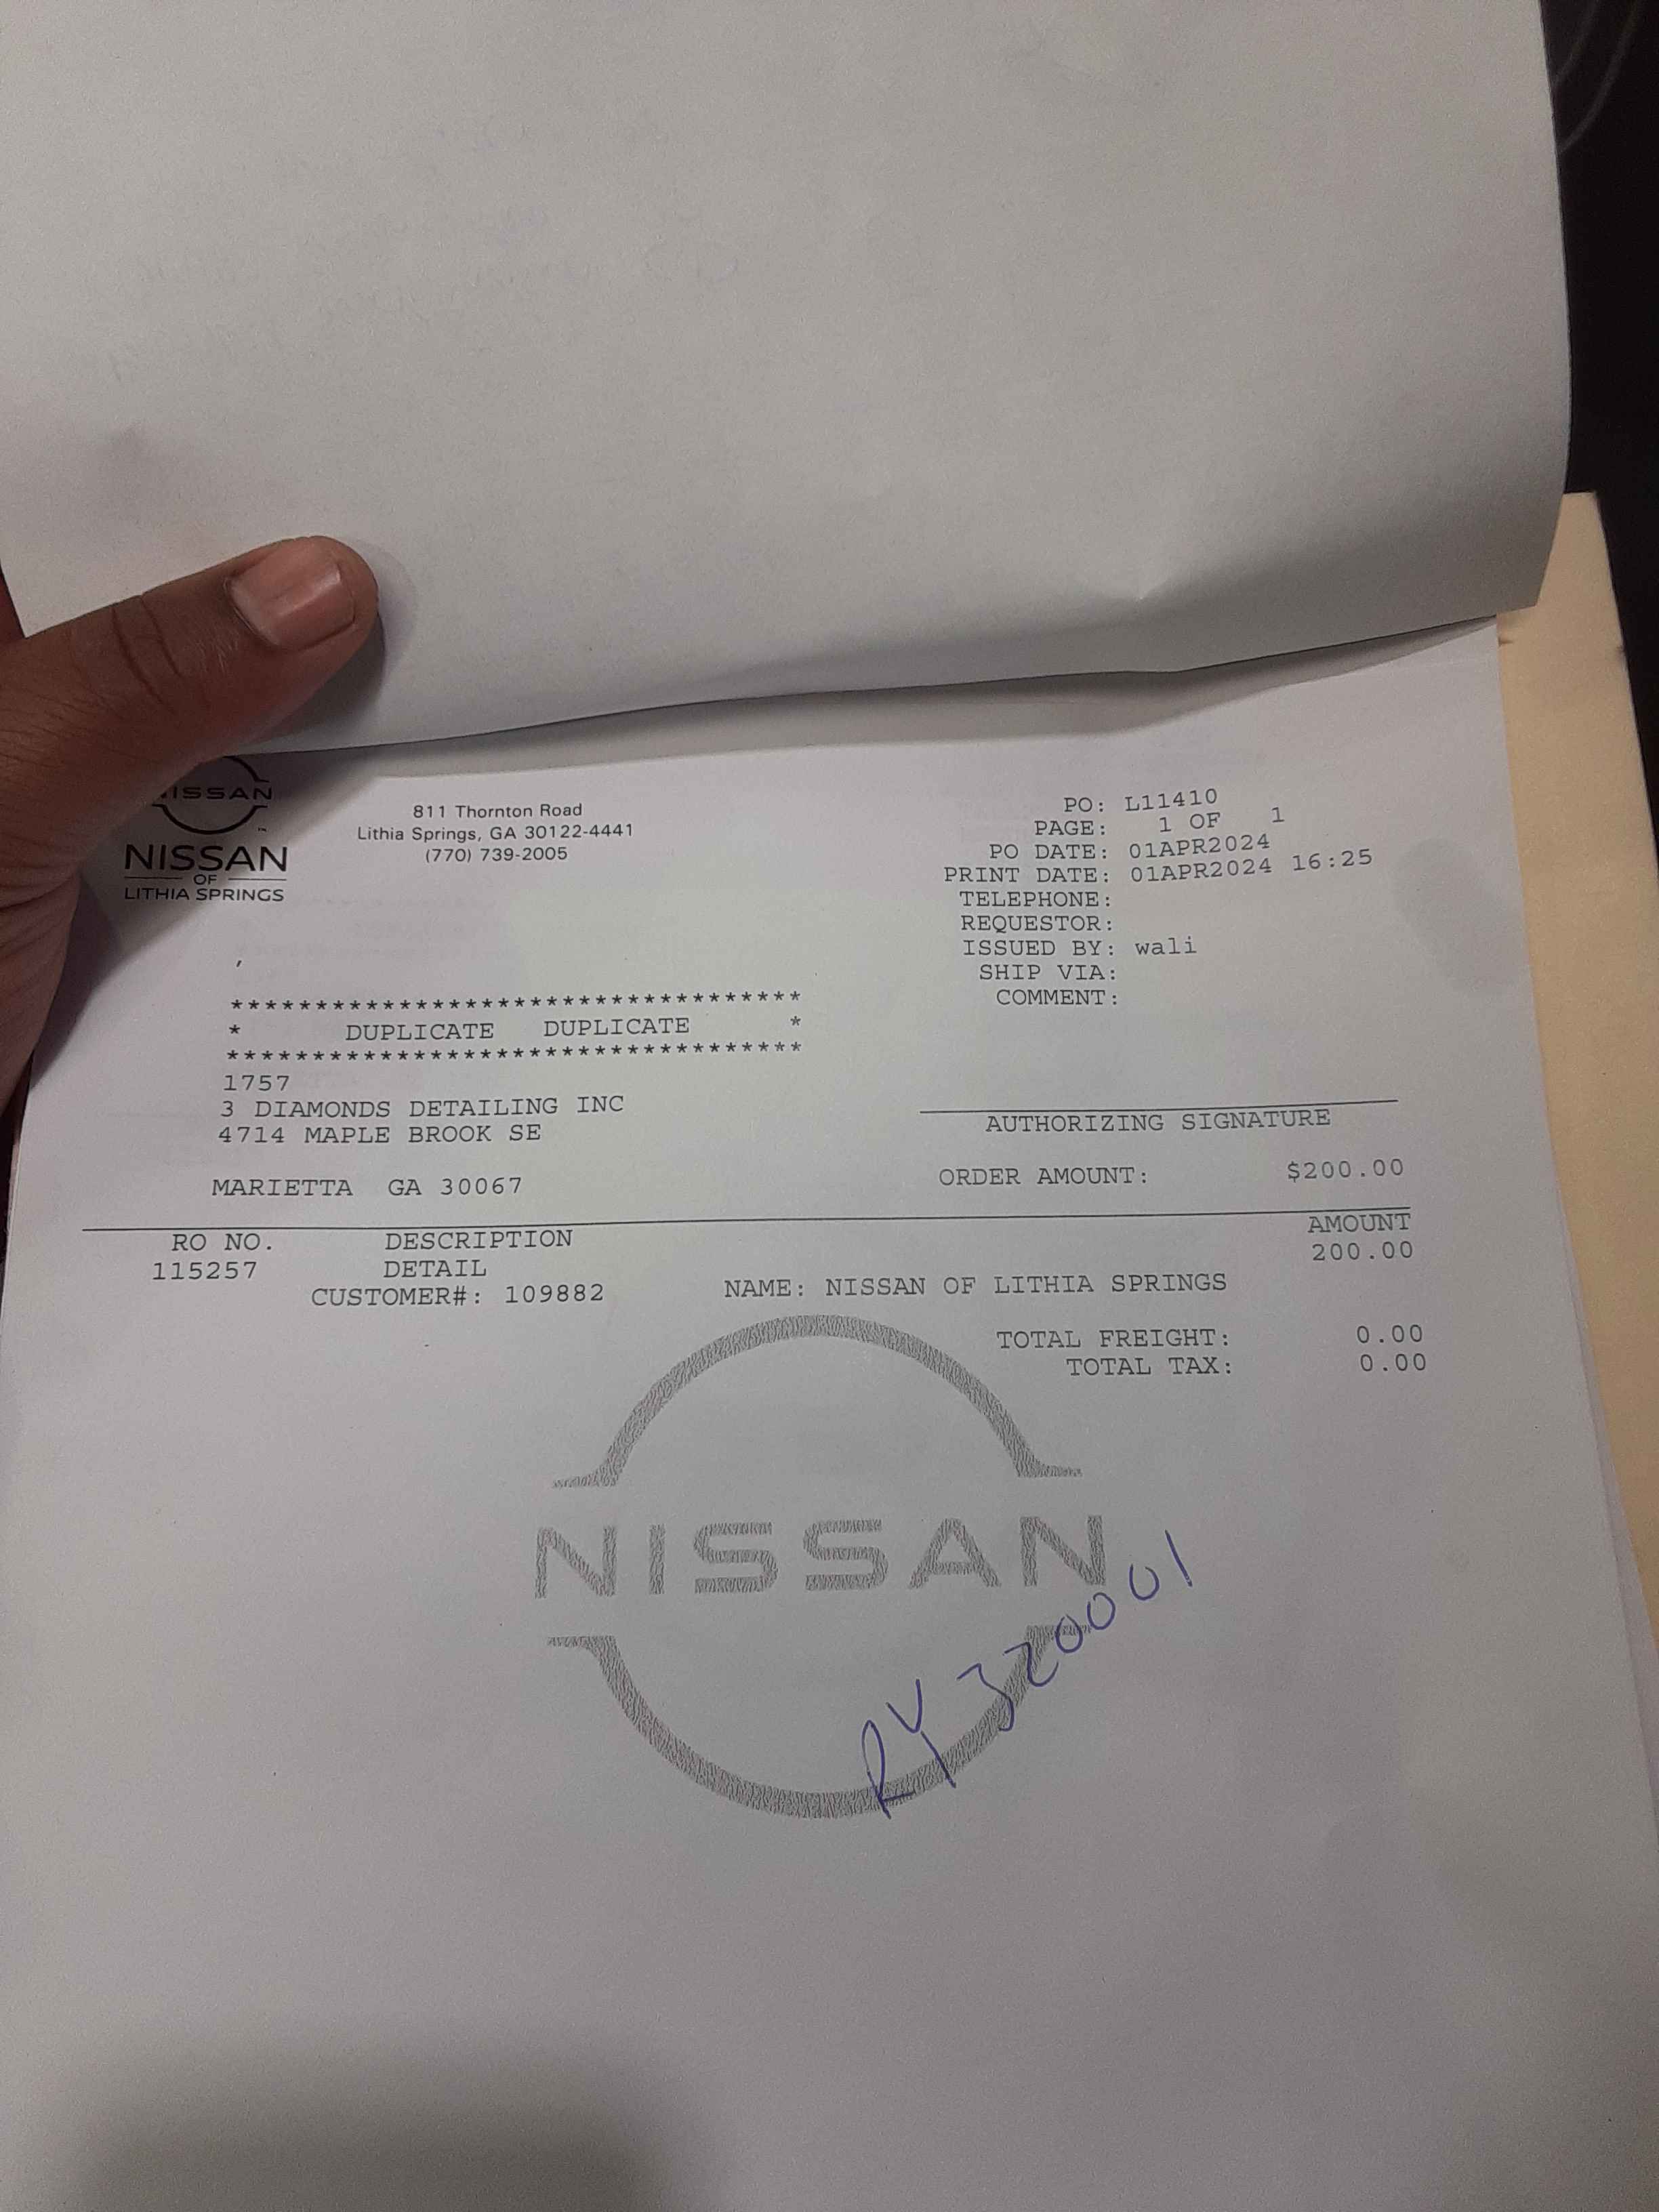 NISSAN
NISSAN
OF
LITHIA SPRINGS
811 Thornton Road
Lithia Springs, GA 30122-4441
(770) 739-2005
PO: L11410
PAGE: 1 OF 1
PO DATE: 01APR2024
PRINT DATE: 01APR2024 16:25
TELEPHONE:
REQUESTOR:
ISSUED BY: wali
SHIP VIA:
COMMENT:
,
**********************************
* DUPLICATE DUPLICATE *
**********************************
1757
3 DIAMONDS DETAILING INC
4714 MAPLE BROOK SE
MARIETTA GA 30067
AUTHORIZING SIGNATURE
ORDER AMOUNT: $200.00
RO NO. DESCRIPTION AMOUNT
115257 DETAIL 200.00
CUSTOMER#: 109882 NAME: NISSAN OF LITHIA SPRINGS
TOTAL FREIGHT: 0.00
TOTAL TAX: 0.00
NISSAN
RY320001